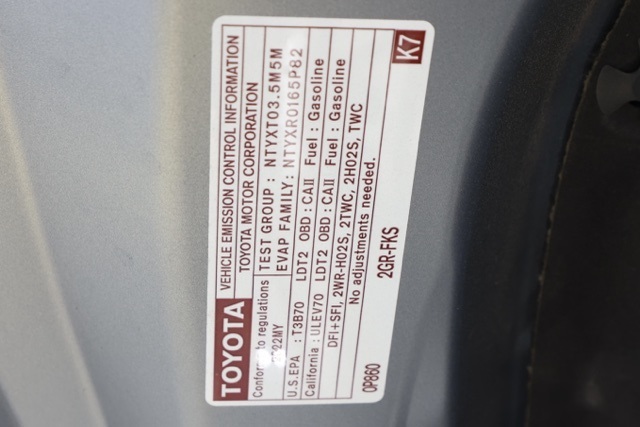 TOYOTA
VEHICLE EMISSION CONTROL INFORMATION
TOYOTA MOTOR CORPORATION
Conforms to regulations
22MY
TEST GROUP : NTYXT03.5M5M
EVAP FAMILY: NTYXR0165P82
U.S.EPA : T3B70 LDT2 OBD : CAII Fuel : Gasoline
California : ULEV70 LDT2 OBD : CAII Fuel : Gasoline
DFI+SFI, 2WR-HO2S, 2TWC, 2HO2S, TWC
No adjustments needed.
0P860
2GR-FKS
K7